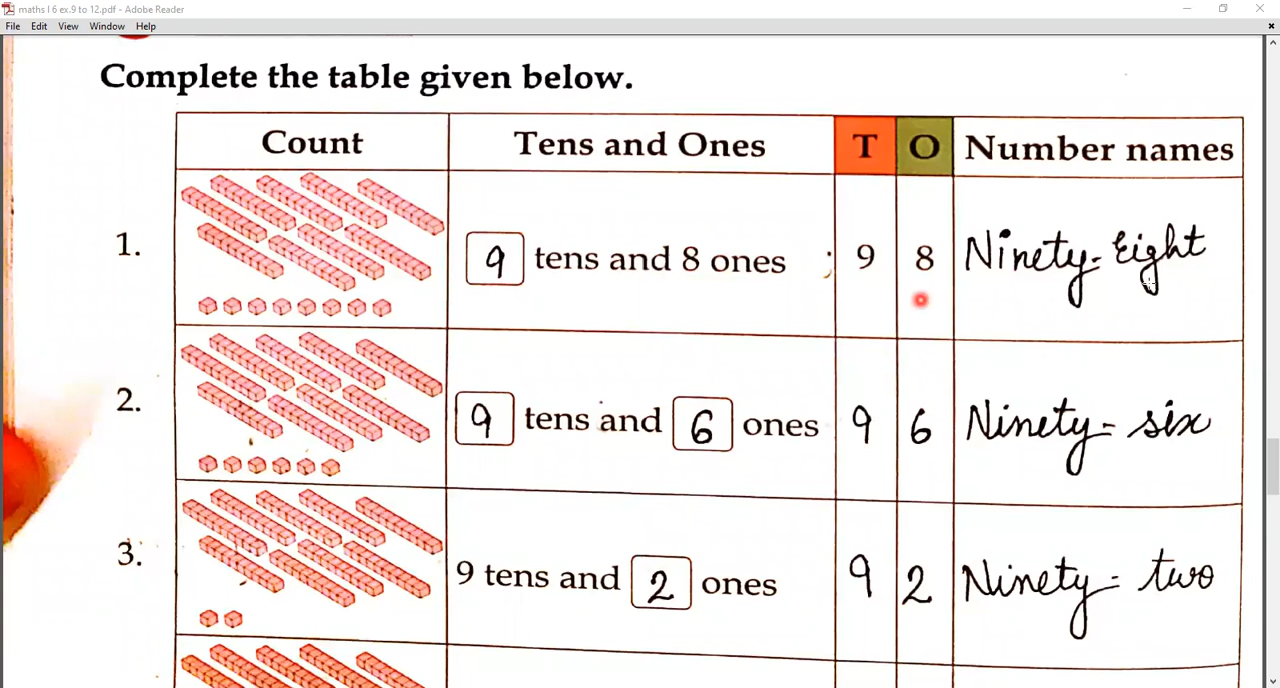 maths l 6 ex.9 to 12.pdf - Adobe Reader
File Edit View Window Help
Complete the table given below.
Count Tens and Ones T O Number names
1. 9 tens and 8 ones 9 8 Ninety-Eight
2. 9 tens and 6 ones 9 6 Ninety-six
3. 9 tens and 2 ones 9 2 Ninety-two